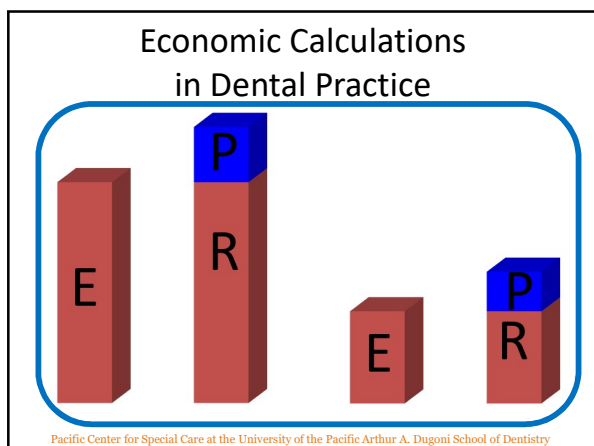 Economic Calculations
in Dental Practice
P
R
E
P
R
E
Pacific Center for Special Care at the University of the Pacific Arthur A. Dugoni School of Dentistry